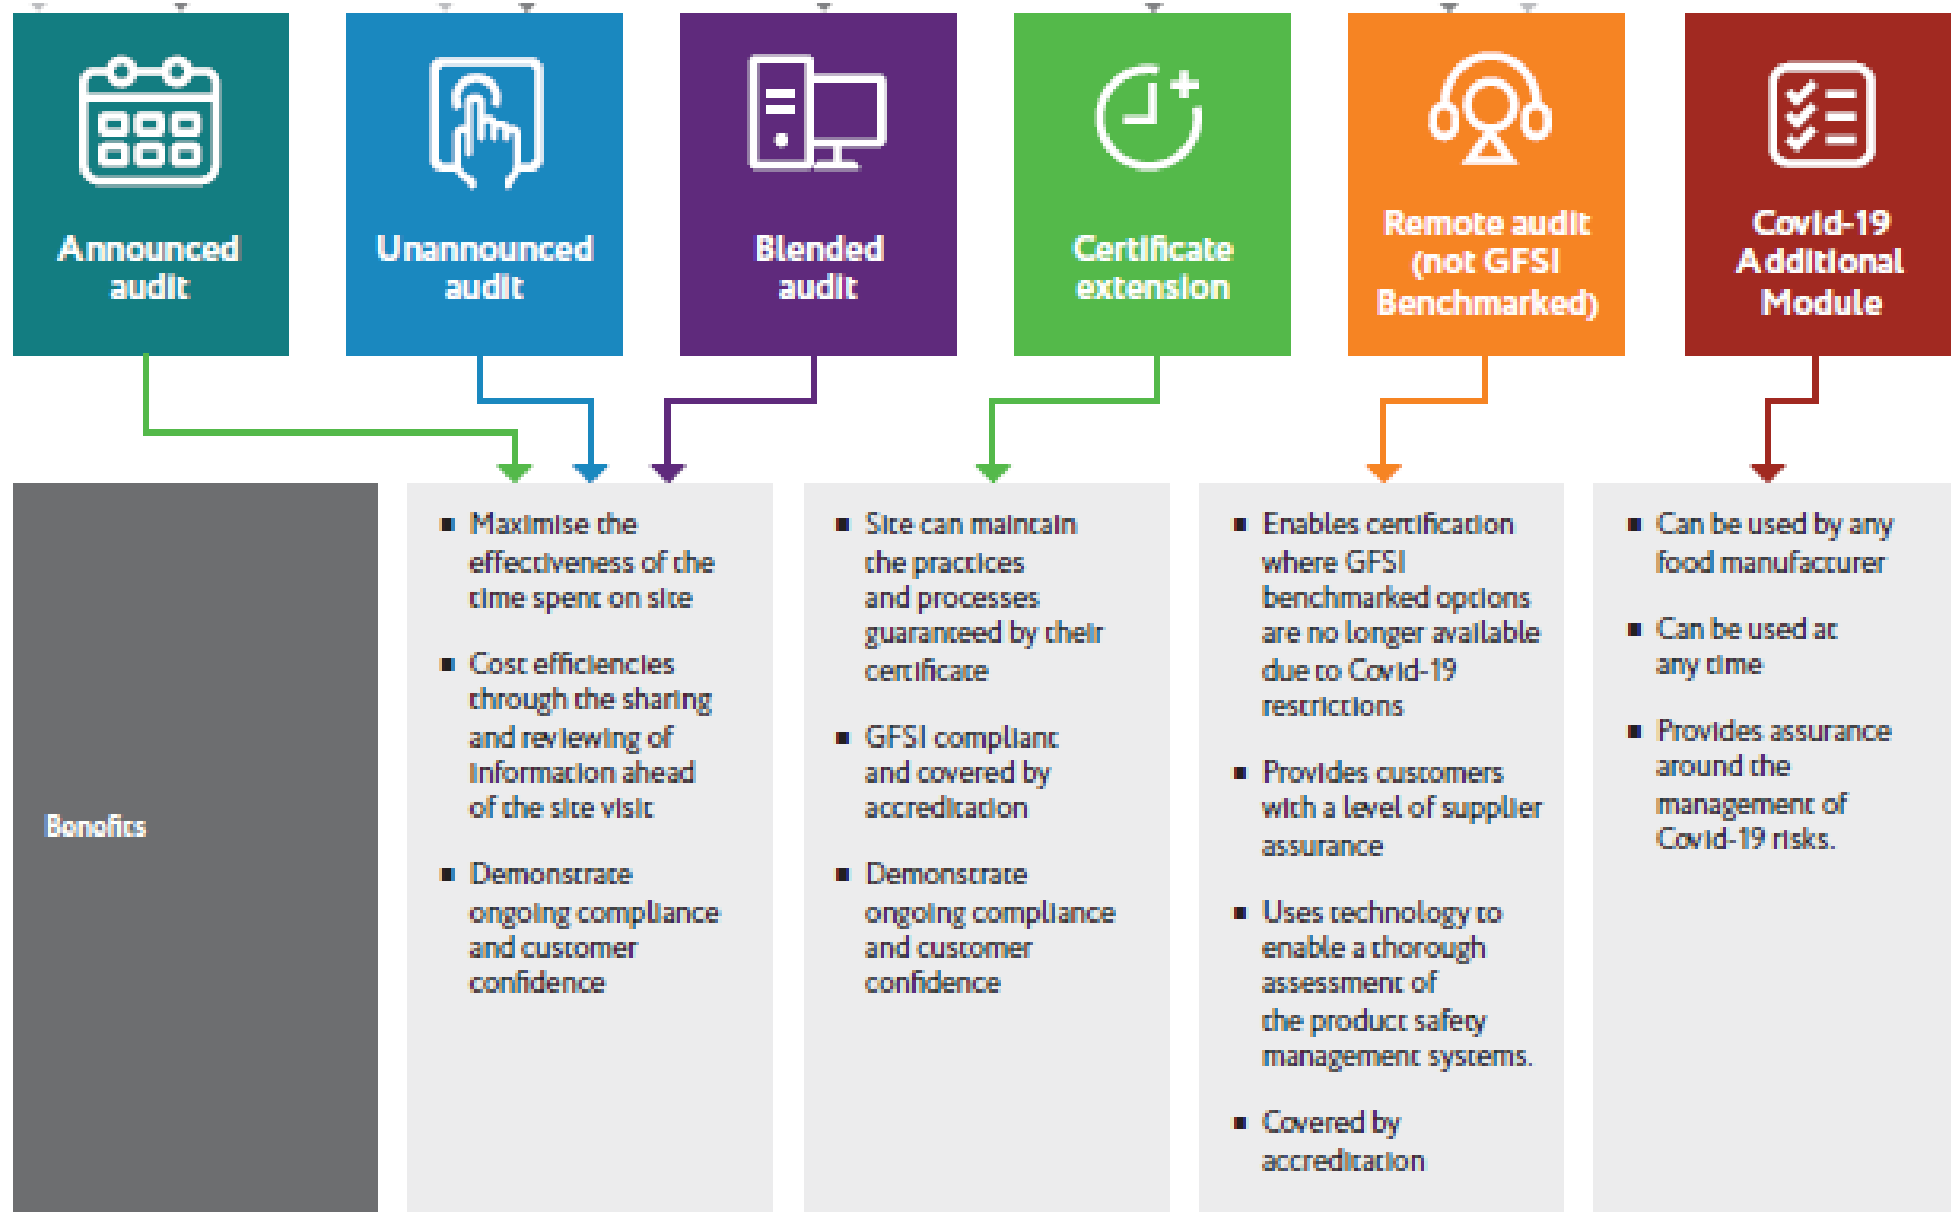 Announced
audit
Unannounced
audit
Blended
audit
Certificate
extension
Remote audit
(not GFSI
Benchmarked)
Covid-19
Additional
Module
Benefits
■ Maximise the
effectiveness of the
time spent on site
■ Cost efficiencies
through the sharing
and reviewing of
information ahead
of the site visit
■ Demonstrate
ongoing compliance
and customer
confidence
■ Site can maintain
the practices
and processes
guaranteed by their
certificate
■ GFSI compliant
and covered by
accreditation
■ Demonstrate
ongoing compliance
and customer
confidence
■ Enables certification
where GFSI
benchmarked options
are no longer available
due to Covid-19
restrictions
■ Provides customers
with a level of supplier
assurance
■ Uses technology to
enable a thorough
assessment of
the product safety
management systems.
■ Covered by
accreditation
■ Can be used by any
food manufacturer
■ Can be used at
any time
■ Provides assurance
around the
management of
Covid-19 risks.